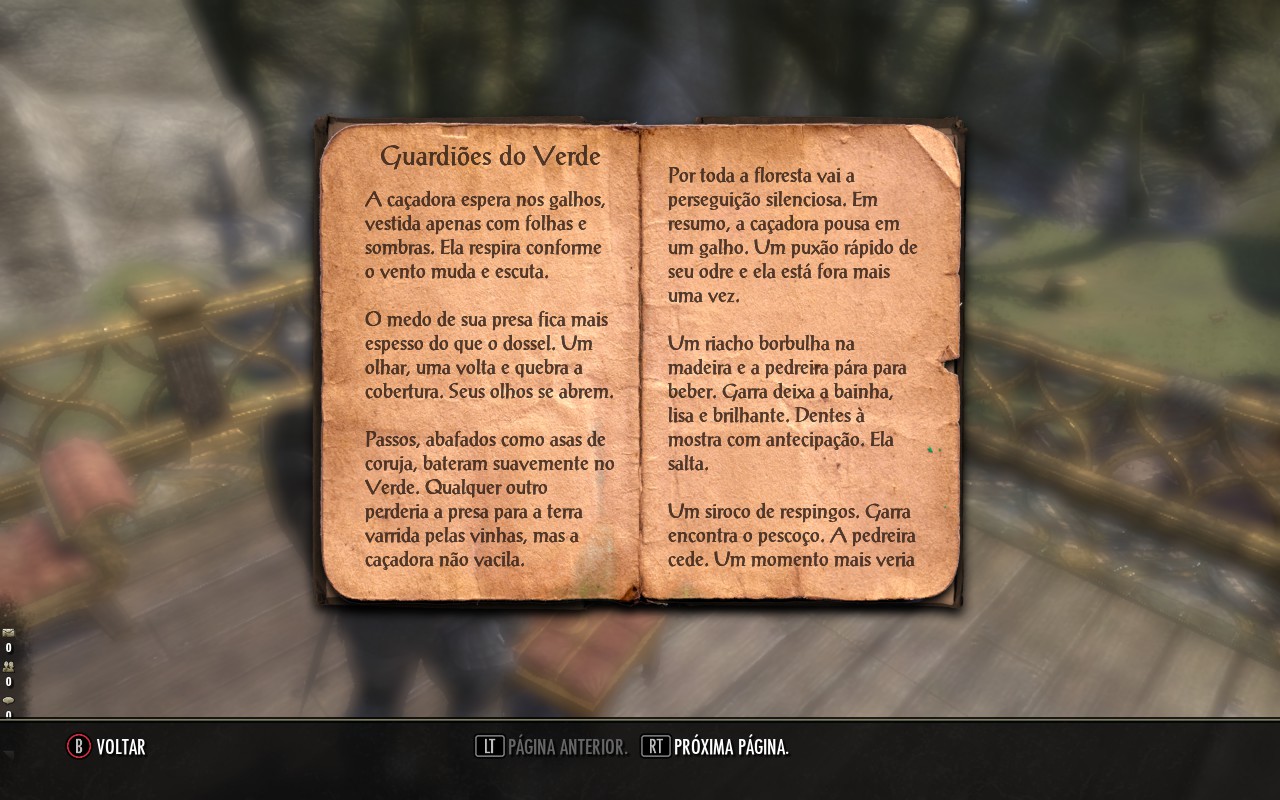 Guardiões do Verde
A caçadora espera nos galhos,
vestida apenas com folhas e
sombras. Ela respira conforme
o vento muda e escuta.
O medo de sua presa fica mais
espesso do que o dossel. Um
olhar, uma volta e quebra a
cobertura. Seus olhos se abrem.
Passos, abafados como asas de
coruja, bateram suavemente no
Verde. Qualquer outro
perderia a presa para a terra
varrida pelas vinhas, mas a
caçadora não vacila.
Por toda a floresta vai a
perseguição silenciosa. Em
resumo, a caçadora pousa em
um galho. Um puxão rápido de
seu odre e ela está fora mais
uma vez.
Um riacho borbulha na
madeira e a pedreira pára para
beber. Garra deixa a bainha,
lisa e brilhante. Dentes à
mostra com antecipação. Ela
salta.
Um siroco de respingos. Garra
encontra o pescoço. A pedreira
cede. Um momento mais veria
0
0
0
B VOLTAR
LT PÁGINA ANTERIOR. RT PRÓXIMA PÁGINA.